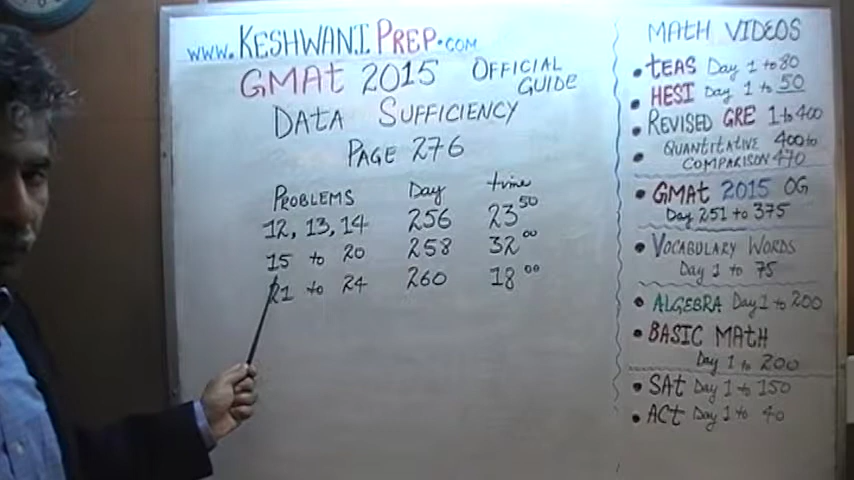 www.KESHWANI PREP.COM
GMAt 2015 OFFICIAL GUIDE
DATA SUFFICIENCY
PAGE 276
PROBLEMS Day time
12, 13, 14 256 23 50
15 to 20 258 32 00
21 to 24 260 18 00
MATH VIDEOS
• tEAS Day 1 to 80
• HESI Day 1 to 50
• REVISED GRE 1 to 400
• QUANtitAtiVE 400 to
COMPARISON 470
• GMAt 2015 OG
Day 251 to 375
• VOCABULARY WORDS
Day 1 to 75
• ALGEBRA Day 1 to 200
• BASIC MAtH
Day 1 to 200
• SAt Day 1 to 150
• ACt Day 1 to 40